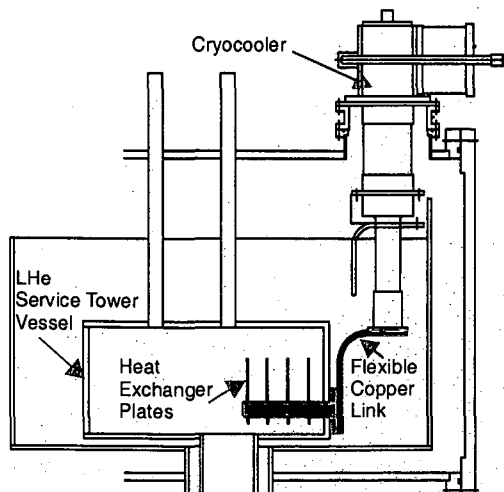 Cryocooler
LHe
Service Tower
Vessel
Heat
Exchanger
Plates
Flexible
Copper
Link